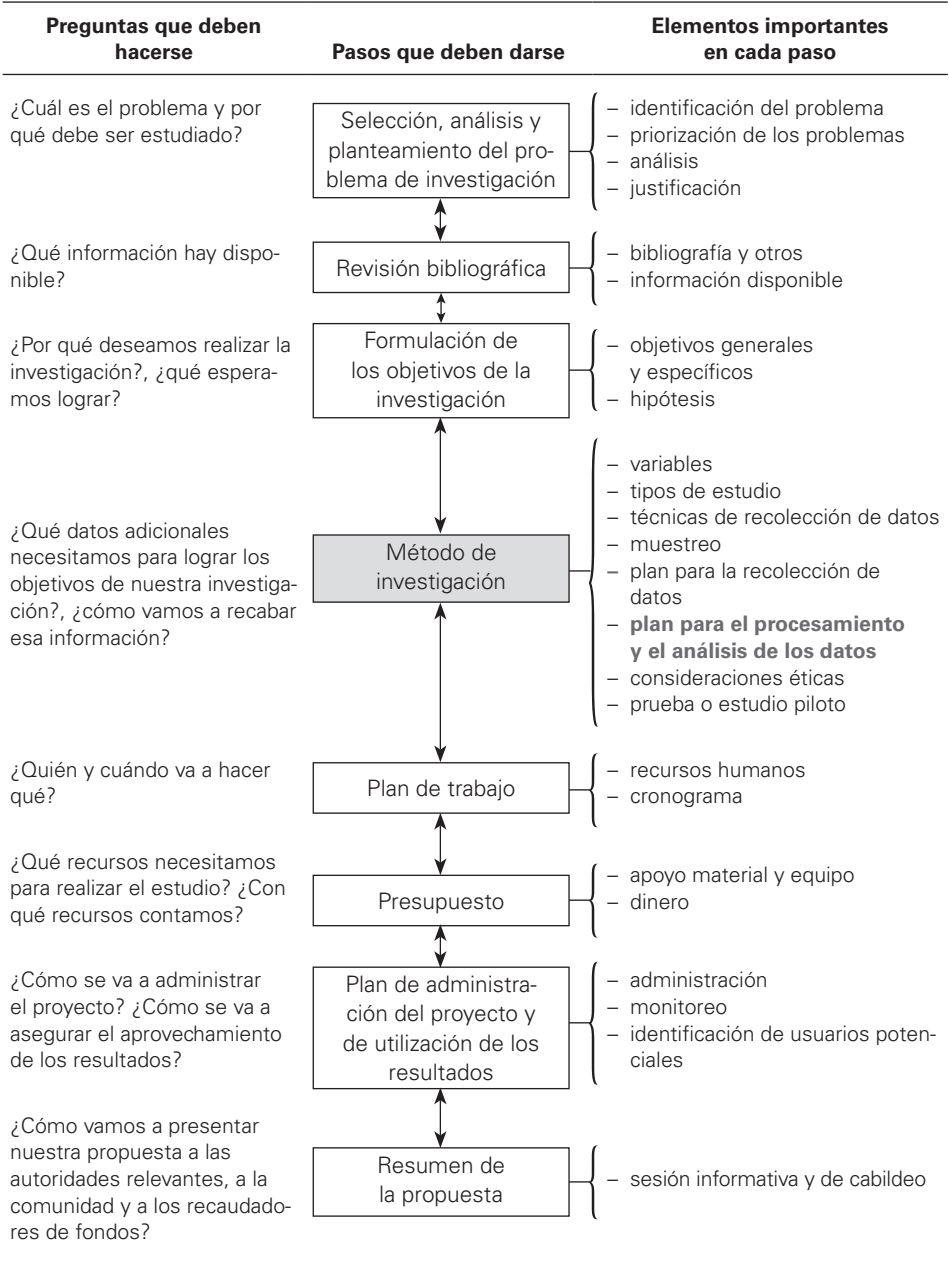 Preguntas que deben
hacerse
Pasos que deben darse
Elementos importantes
en cada paso
¿Cuál es el problema y por
qué debe ser estudiado?
Selección, análisis y
planteamiento del pro-
blema de investigación
– identificación del problema
– priorización de los problemas
– análisis
– justificación
¿Qué información hay dispo-
nible?
Revisión bibliográfica
– bibliografía y otros
– información disponible
¿Por qué deseamos realizar la
investigación?, ¿qué espera-
mos lograr?
Formulación de
los objetivos de la
investigación
– objetivos generales
y específicos
– hipótesis
¿Qué datos adicionales
necesitamos para lograr los
objetivos de nuestra investiga-
ción?, ¿cómo vamos a recabar
esa información?
Método de
investigación
– variables
– tipos de estudio
– técnicas de recolección de datos
– muestreo
– plan para la recolección de
datos
– plan para el procesamiento
y el análisis de los datos
– consideraciones éticas
– prueba o estudio piloto
¿Quién y cuándo va a hacer
qué?
Plan de trabajo
– recursos humanos
– cronograma
¿Qué recursos necesitamos
para realizar el estudio? ¿Con
qué recursos contamos?
Presupuesto
– apoyo material y equipo
– dinero
¿Cómo se va a administrar
el proyecto? ¿Cómo se va a
asegurar el aprovechamiento
de los resultados?
Plan de administra-
ción del proyecto y
de utilización de los
resultados
– administración
– monitoreo
– identificación de usuarios poten-
ciales
¿Cómo vamos a presentar
nuestra propuesta a las
autoridades relevantes, a la
comunidad y a los recaudado-
res de fondos?
Resumen de
la propuesta
– sesión informativa y de cabildeo